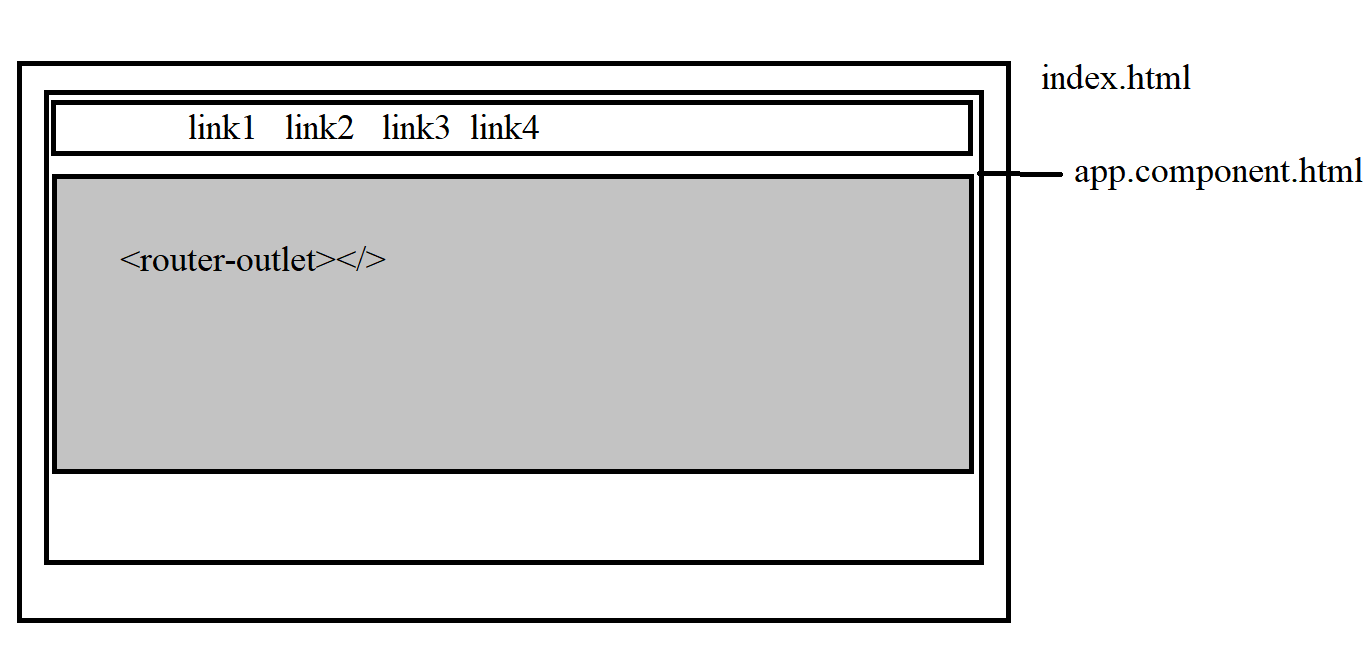 index.html
link1 link2 link3 link4
app.component.html
<router-outlet></>